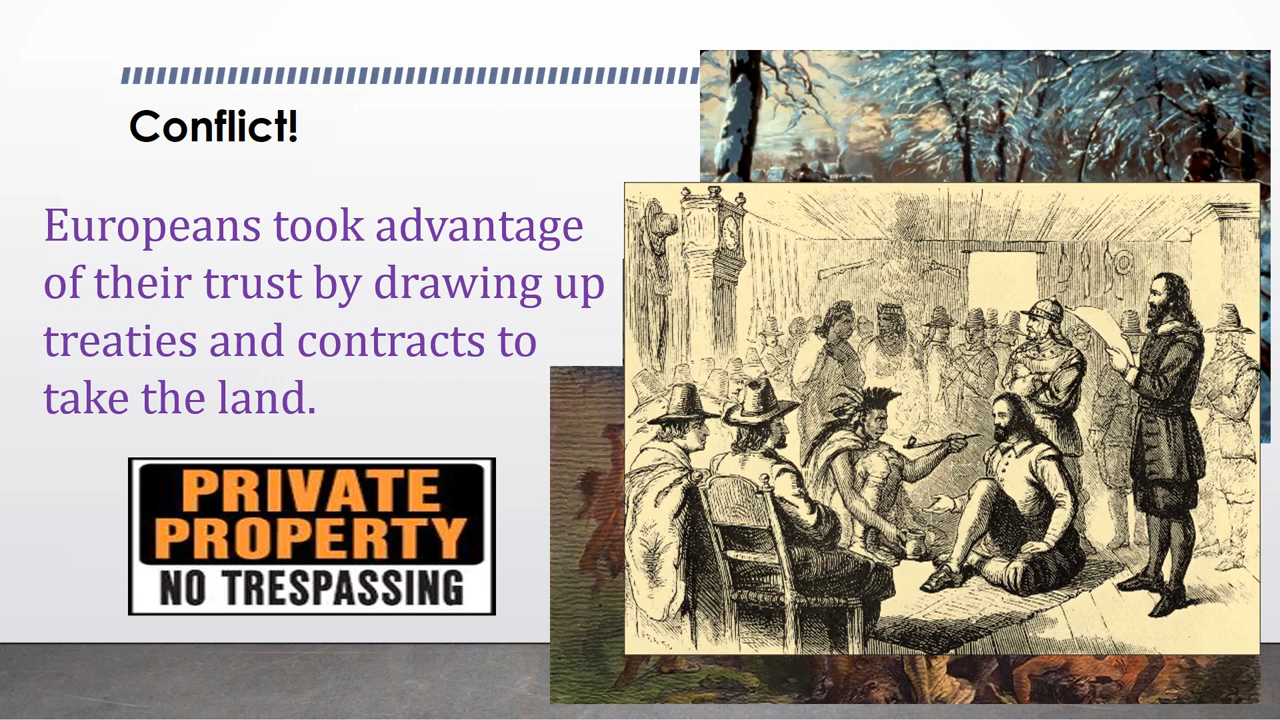 Conflict!
Europeans took advantage
of their trust by drawing up
treaties and contracts to
take the land.
PRIVATE
PROPERTY
NO TRESPASSING